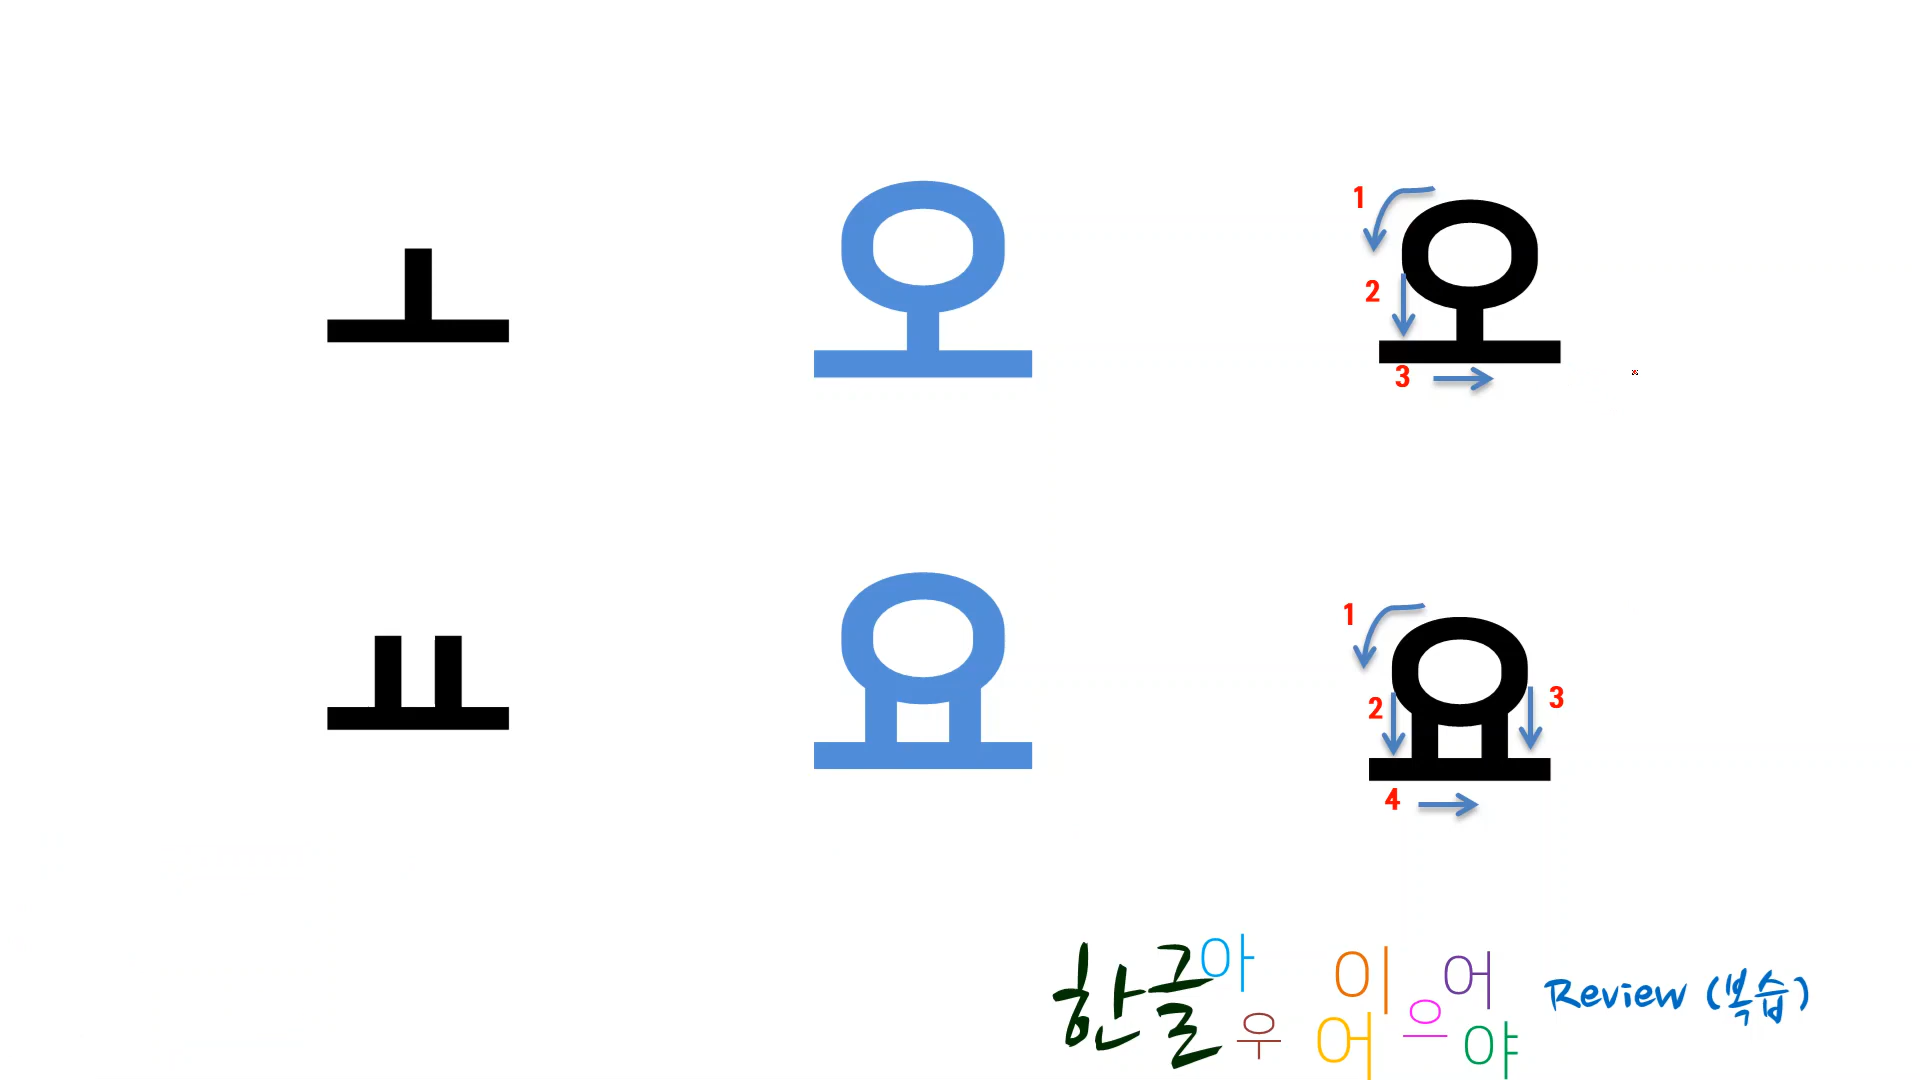 ㅗ 오 1 오 2 3
ㅛ 요 1 요 2 3 4
한글 아 우 이 어 어 으 야 Review (복습)